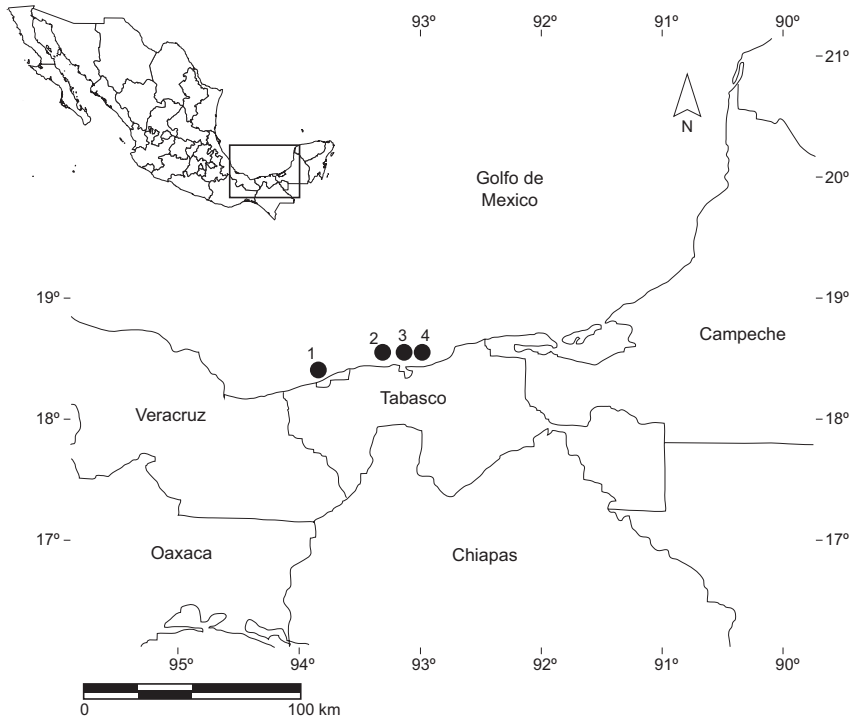 93º
92º
91º
90º
21º
N
20º
Golfo de
Mexico
19º
19º
Campeche
1
2
3
4
Tabasco
Veracruz
18º
18º
17º
17º
Oaxaca
Chiapas
95º
94º
93º
92º
91º
90º
0
100 km